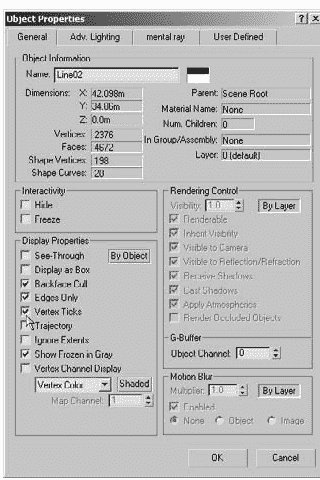 Object Properties
General Adv. Lighting mental ray User Defined
Object Information
Name: Line02
Dimensions: X: 42.098m
Y: 34.06m
Z: 0.0m
Vertices: 2376
Faces: 4672
Shape Vertices: 198
Shape Curves: 20
Parent: Scene Root
Material Name: None
Num. Children: 0
In Group/Assembly: None
Layer: 0 (default)
Interactivity
Hide
Freeze
Display Properties
See-Through By Object
Display as Box
Backface Cull
Edges Only
Vertex Ticks
Trajectory
Ignore Extents
Show Frozen in Gray
Vertex Channel Display
Vertex Color Shaded
Map Channel: 1
Rendering Control
Visibility: 1.0 By Layer
Renderable
Inherit Visibility
Visible to Camera
Visible to Reflection/Refraction
Receive Shadows
Cast Shadows
Apply Atmospherics
Render Occluded Objects
G-Buffer
Object Channel: 0
Motion Blur
Multiplier: 1.0 By Layer
Enabled
None Object Image
OK Cancel